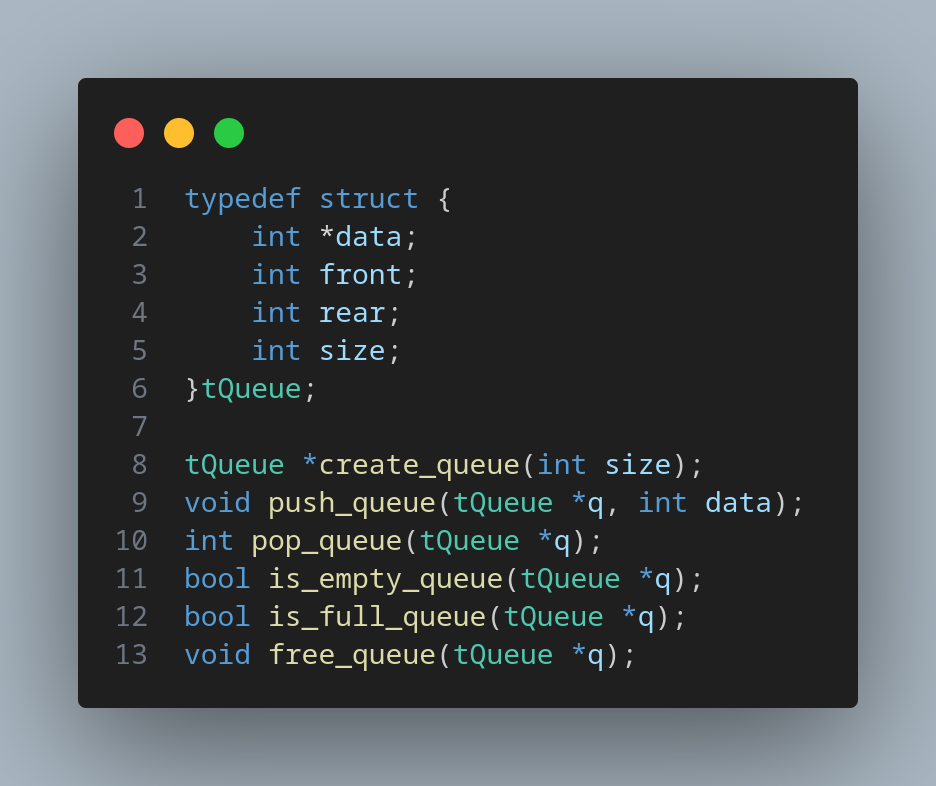 1 typedef struct {
2     int *data;
3     int front;
4     int rear;
5     int size;
6 }tQueue;
7
8 tQueue *create_queue(int size);
9 void push_queue(tQueue *q, int data);
10 int pop_queue(tQueue *q);
11 bool is_empty_queue(tQueue *q);
12 bool is_full_queue(tQueue *q);
13 void free_queue(tQueue *q);